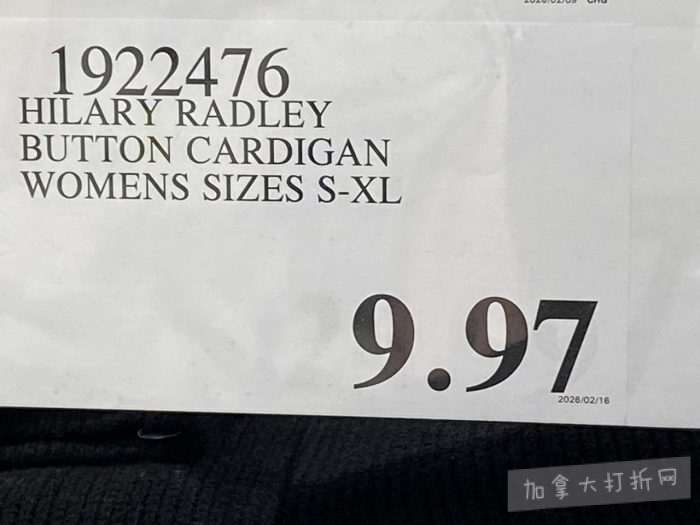 1922476
HILARY RADLEY
BUTTON CARDIGAN
WOMENS SIZES S-XL
9.97
2026/02/16
加拿大打折网